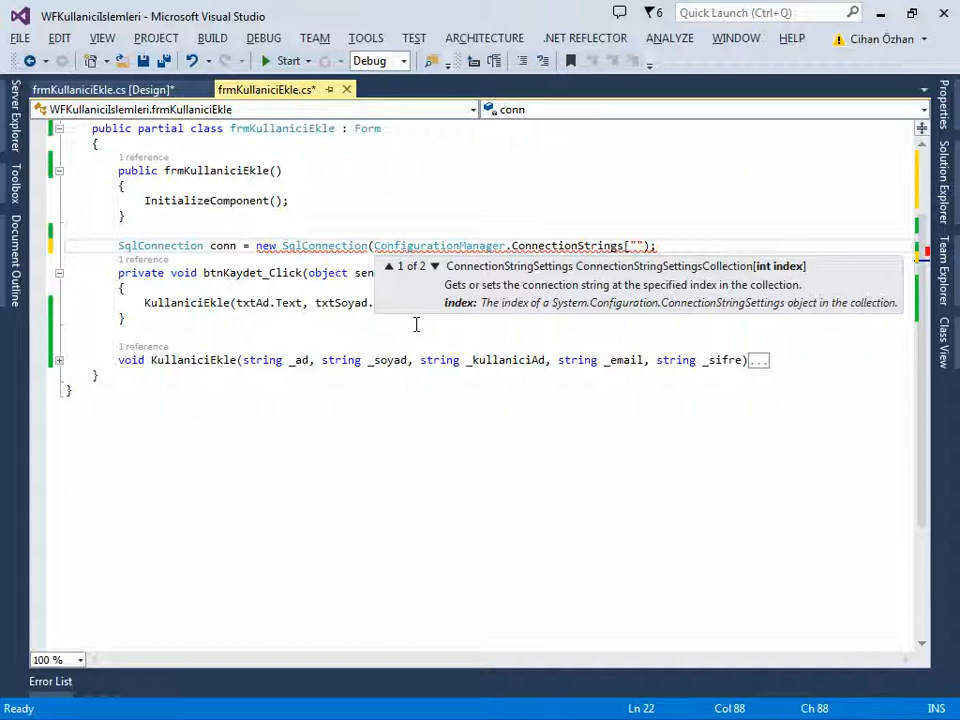 WFKullaniciIslemleri - Microsoft Visual Studio
6
Quick Launch (Ctrl+Q)
FILE EDIT VIEW PROJECT BUILD DEBUG TEAM TOOLS TEST ARCHITECTURE .NET REFLECTOR ANALYZE WINDOW HELP Cihan Özhan
Start Debug
frmKullaniciEkle.cs [Design]* frmKullaniciEkle.cs*
WFKullaniciIslemleri.frmKullaniciEkle conn
Server Explorer
Toolbox
Document Outline
public partial class frmKullaniciEkle : Form
{
1 reference
public frmKullaniciEkle()
{
InitializeComponent();
}
SqlConnection conn = new SqlConnection(ConfigurationManager.ConnectionStrings["");
1 reference
private void btnKaydet_Click(object sen
{
KullaniciEkle(txtAd.Text, txtSoyad.
}
1 of 2 ConnectionStringSettings ConnectionStringSettingsCollection[int index]
Gets or sets the connection string at the specified index in the collection.
index: The index of a System.Configuration.ConnectionStringSettings object in the collection.
1 reference
void KullaniciEkle(string _ad, string _soyad, string _kullaniciAd, string _email, string _sifre)...
}
}
Properties
Solution Explorer
Team Explorer
Class View
100 %
Error List
Ready Ln 22 Col 88 Ch 88 INS